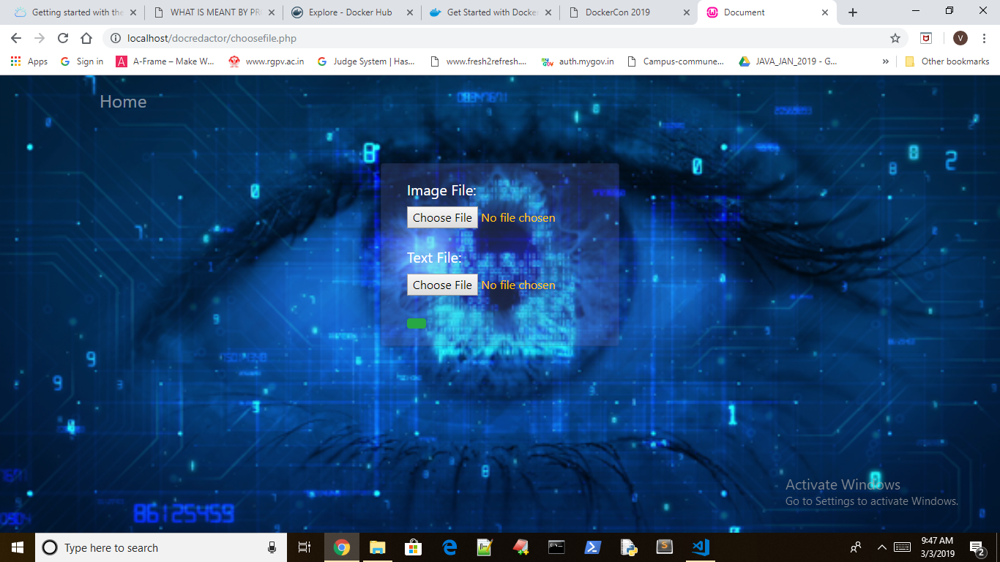 Getting started with the
WHAT IS MEANT BY PR
Explore - Docker Hub
Get Started with Docker
DockerCon 2019
Document
localhost/docredactor/choosefile.php
V
Apps
Sign in
A-Frame – Make W...
www.rgpv.ac.in
Judge System | Has...
www.fresh2refresh....
auth.mygov.in
Campus-commune...
JAVA_JAN_2019 - G...
»
Other bookmarks
Home
Image File:
Choose File No file chosen
Text File:
Choose File No file chosen
86125459
Activate Windows
Go to Settings to activate Windows.
Type here to search
9:47 AM
3/3/2019
2